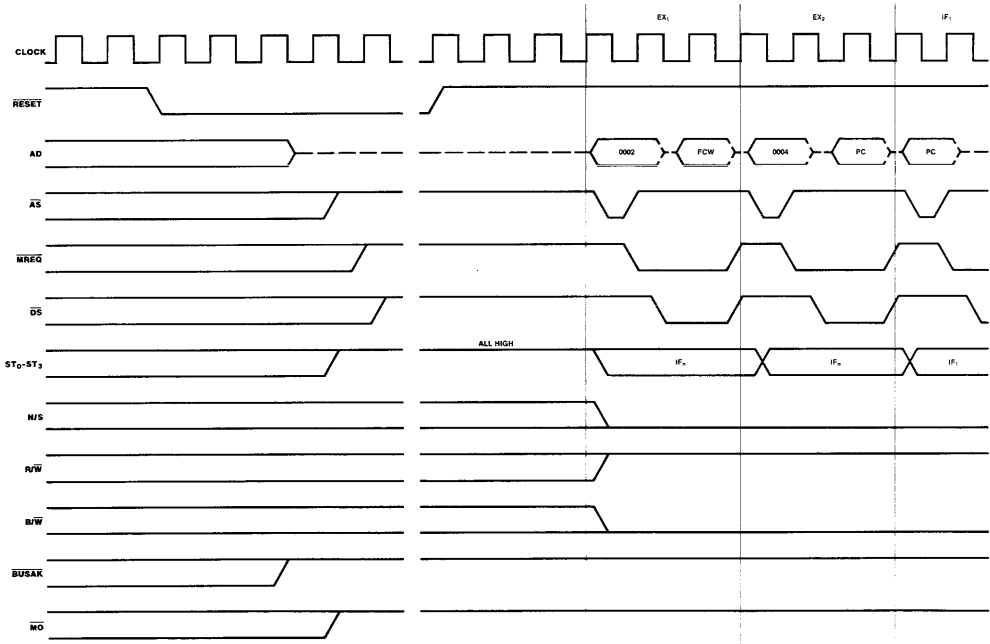 EX₁ EX₂ IF₁
CLOCK
RESET
AD 0002 FCW 0004 PC PC
AS
MREQ
DS
ALL HIGH
ST₀-ST₃ IFₙ IFₙ IF₁
N/S
R/W
B/W
BUSAK
MO